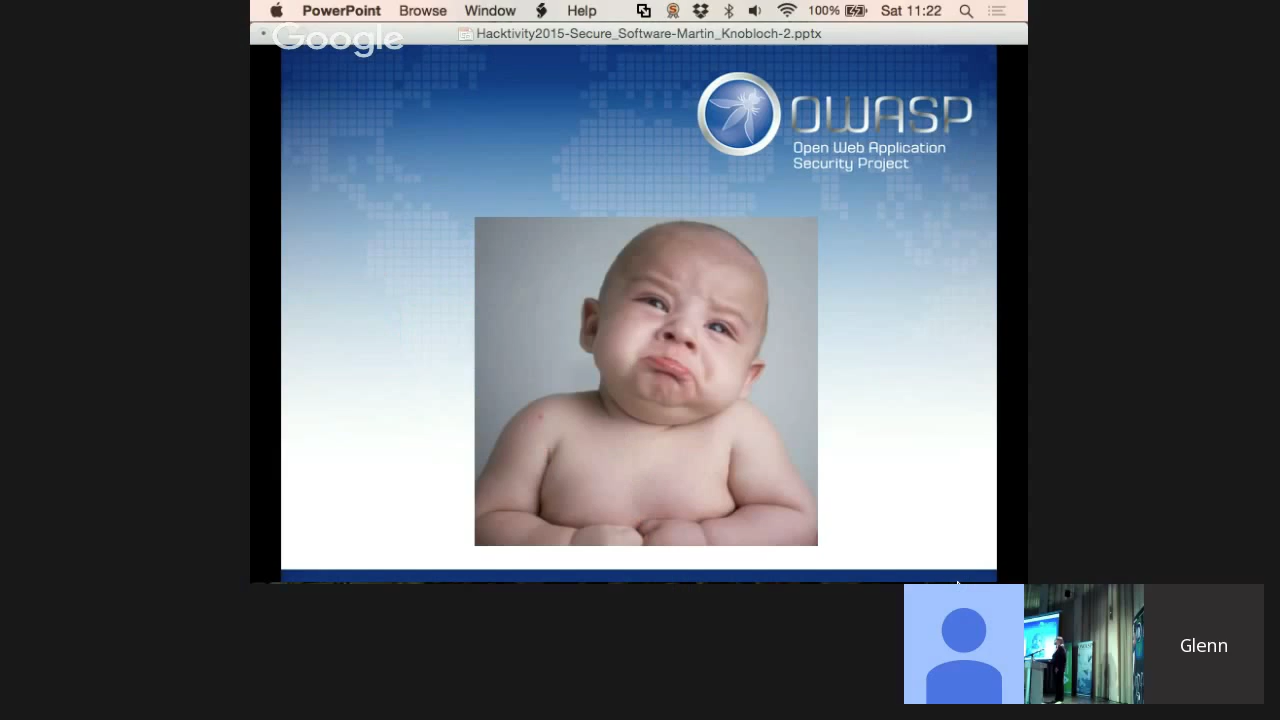 PowerPoint Browse Window Help 100% Sat 11:22
Google
Hacktivity2015-Secure_Software-Martin_Knobloch-2.pptx
OWASP
Open Web Application
Security Project
Glenn